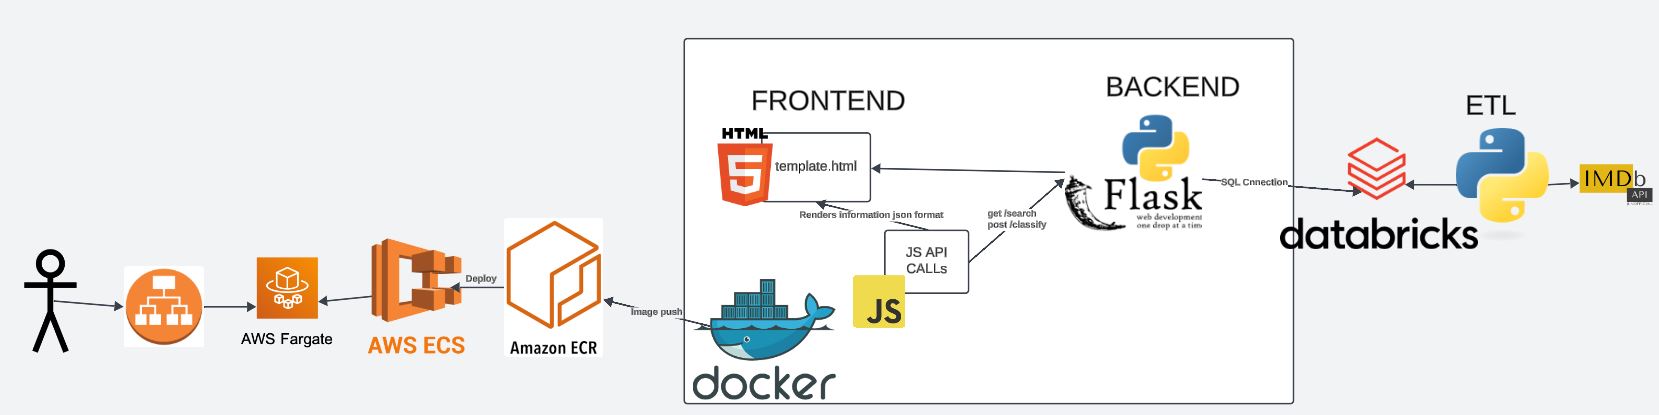 FRONTEND
BACKEND
ETL
HTML
5
template.html
Flask
web development
one drop at a time
Renders information json format
get /search
post /classify
JS API
CALLs
JS
SQL Cnnection
databricks
IMDb
API
AWS Fargate
AWS ECS
Deploy
Amazon ECR
Image push
docker